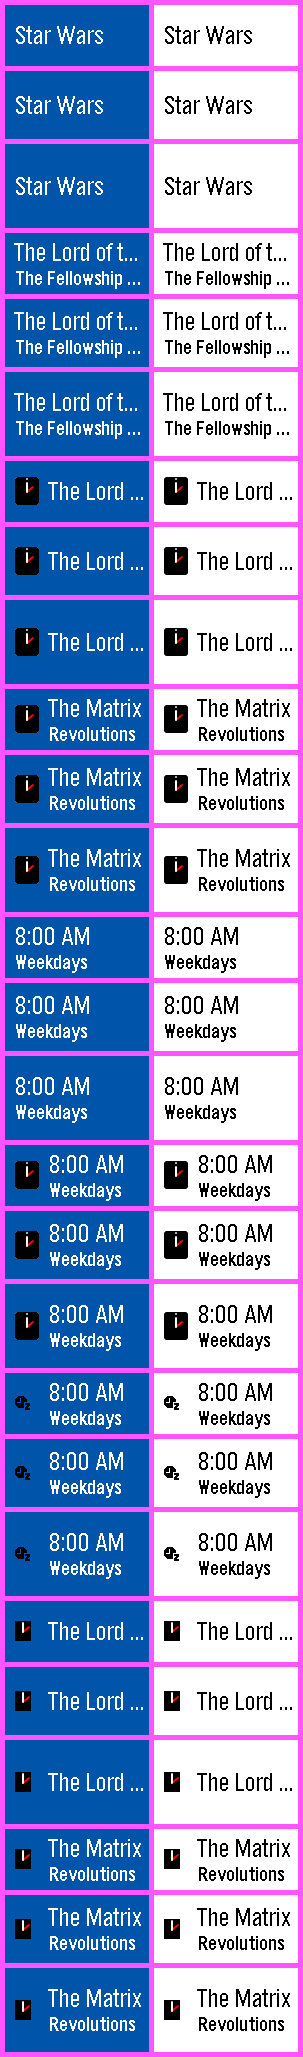 Star Wars Star Wars
Star Wars Star Wars
Star Wars Star Wars
The Lord of t... The Lord of t...
The Fellowship ... The Fellowship ...
The Lord of t... The Lord of t...
The Fellowship ... The Fellowship ...
The Lord of t... The Lord of t...
The Fellowship ... The Fellowship ...
The Lord ... The Lord ...
The Lord ... The Lord ...
The Lord ... The Lord ...
The Matrix The Matrix
Revolutions Revolutions
The Matrix The Matrix
Revolutions Revolutions
The Matrix The Matrix
Revolutions Revolutions
8:00 AM 8:00 AM
Weekdays Weekdays
8:00 AM 8:00 AM
Weekdays Weekdays
8:00 AM 8:00 AM
Weekdays Weekdays
8:00 AM 8:00 AM
Weekdays Weekdays
8:00 AM 8:00 AM
Weekdays Weekdays
8:00 AM 8:00 AM
Weekdays Weekdays
8:00 AM 8:00 AM
Weekdays Weekdays
8:00 AM 8:00 AM
Weekdays Weekdays
8:00 AM 8:00 AM
Weekdays Weekdays
The Lord ... The Lord ...
The Lord ... The Lord ...
The Lord ... The Lord ...
The Matrix The Matrix
Revolutions Revolutions
The Matrix The Matrix
Revolutions Revolutions
The Matrix The Matrix
Revolutions Revolutions